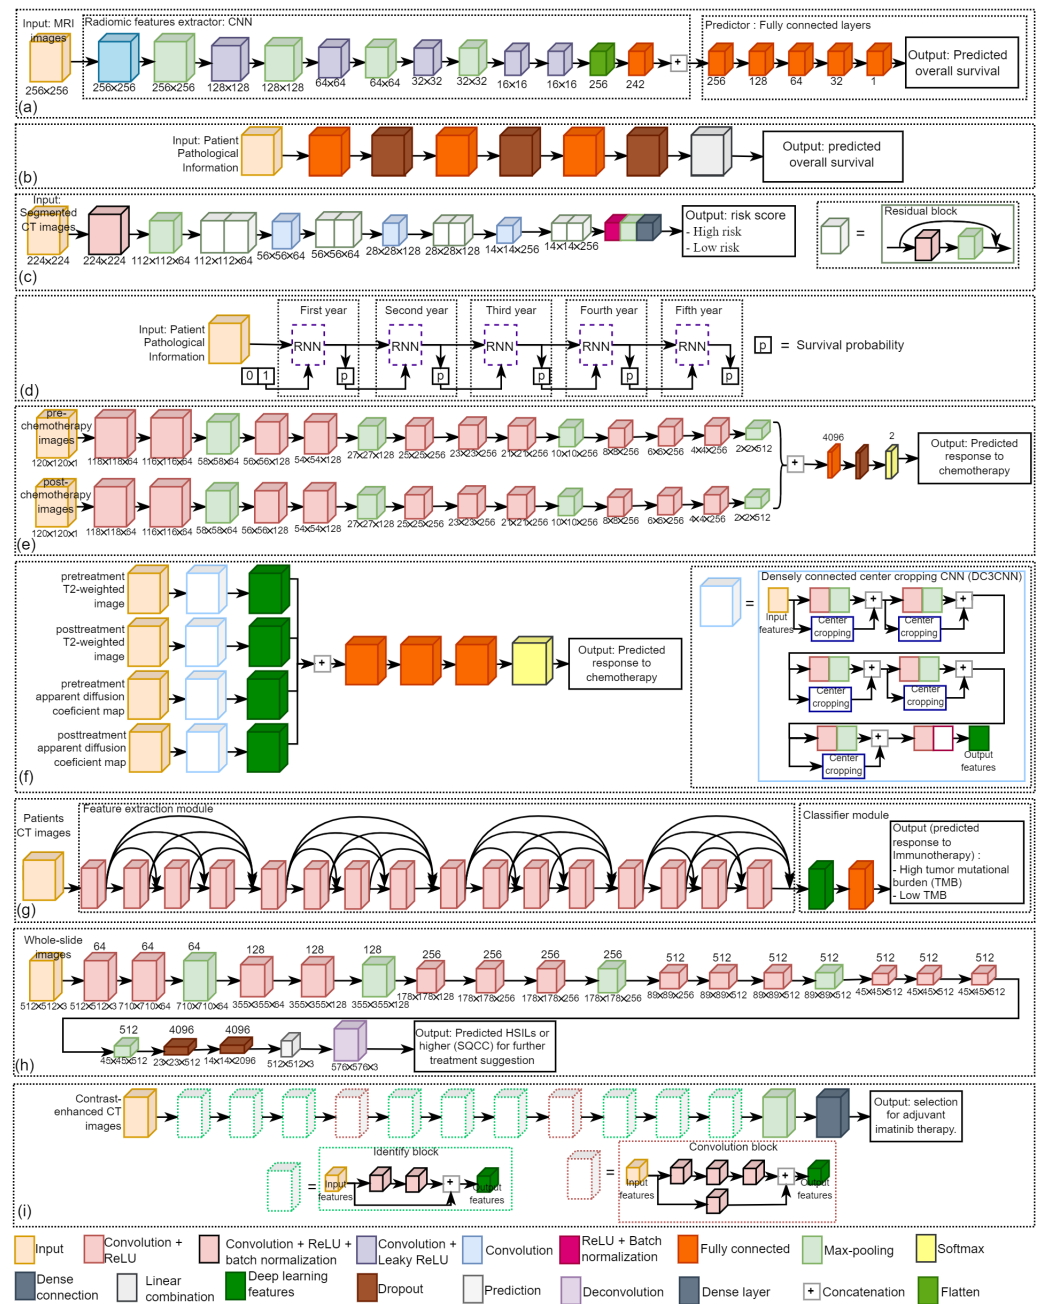 Input: MRI
images
Radiomic features extractor: CNN
Predictor : Fully connected layers
Output: Predicted
overall survival
256×256
256×256
256×256
128×128
128×128
64×64
64×64
32×32
32×32
16×16
16×16
256
242
+
256
128
64
32
1
(a)
Input: Patient
Pathological
Information
Output: predicted
overall survival
(b)
Input:
Segmented
CT images
Output: risk score
- High risk
- Low risk
=
Residual block
224×224
224×224
112×112×64
112×112×64
56×56×64
56×56×64
28×28×128
28×28×128
14×14×256
14×14×256
(c)
First year
Second year
Third year
Fourth year
Fifth year
Input: Patient
Pathological
Information
RNN
RNN
RNN
RNN
RNN
0 1
p
p
p
p
p
p = Survival probability
(d)
pre-
chemotherapy
images
120×120×1
118×118×64
116×116×64
58×58×64
56×56×128
54×54×128
27×27×128
25×25×256
23×23×256
21×21×256
10×10×256
8×8×256
6×6×256
4×4×256
2×2×512
+
4096
2
Output: Predicted
response to
chemotherapy
post-
chemotherapy
images
120×120×1
118×118×64
116×116×64
58×58×64
56×56×128
54×54×128
27×27×128
25×25×256
23×23×256
21×21×256
10×10×256
8×8×256
6×6×256
4×4×256
2×2×512
(e)
pretreatment
T2-weighted
image
posttreatment
T2-weighted
image
pretreatment
apparent diffusion
coeficient map
posttreatment
apparent diffusion
coeficient map
+
Output: Predicted
response to
chemotherapy
=
Densely connected center cropping CNN (DC3CNN)
Input
features
+
+
Center
cropping
Center
cropping
+
+
Center
cropping
Center
cropping
+
Center
cropping
Output
features
(f)
Patients
CT images
Feature extraction module
Classifier module
Output (predicted
response to
Immunotherapy) :
- High tumor mutational
burden (TMB)
- Low TMB
(g)
Whole-slide
images
64
64
64
128
128
128
256
256
256
256
512
512
512
512
512
512
512
512×512×3
512×512×3
710×710×64
710×710×64
355×355×64
355×355×128
355×355×128
178×178×128
178×178×256
178×178×256
178×178×256
89×89×256
89×89×512
89×89×512
89×89×512
45×45×512
45×45×512
45×45×512
512
4096
4096
45×45×512
23×23×512
14×14×2096
512×512×3
576×576×3
Output: Predicted HSILs or
higher (SQCC) for further
treatment suggestion
(h)
Contrast-
enhanced CT
images
Output: selection
for adjuvant
imatinib therapy.
=
Identify block
Input
features
+
Output
features
=
Convolution block
Input
features
+
Output
features
(i)
Input
Convolution +
ReLU
Convolution + ReLU +
batch normalization
Convolution +
Leaky ReLU
Convolution
ReLU + Batch
normalization
Fully connected
Max-pooling
Softmax
Dense
connection
Linear
combination
Deep learning
features
Dropout
Prediction
Deconvolution
Dense layer
+ Concatenation
Flatten